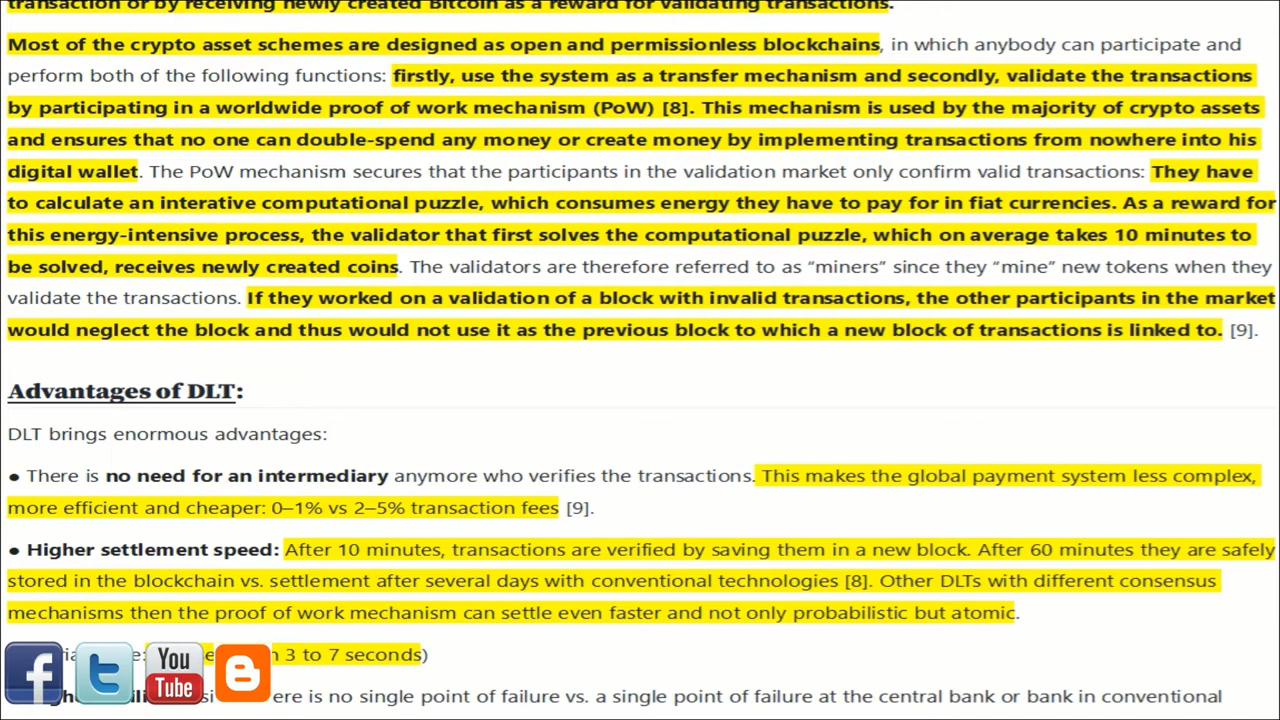 transaction or by receiving newly created Bitcoin as a reward for validating transactions.
Most of the crypto asset schemes are designed as open and permissionless blockchains, in which anybody can participate and
perform both of the following functions: firstly, use the system as a transfer mechanism and secondly, validate the transactions
by participating in a worldwide proof of work mechanism (PoW) [8]. This mechanism is used by the majority of crypto assets
and ensures that no one can double-spend any money or create money by implementing transactions from nowhere into his
digital wallet. The PoW mechanism secures that the participants in the validation market only confirm valid transactions: They have
to calculate an interative computational puzzle, which consumes energy they have to pay for in fiat currencies. As a reward for
this energy-intensive process, the validator that first solves the computational puzzle, which on average takes 10 minutes to
be solved, receives newly created coins. The validators are therefore referred to as “miners” since they “mine” new tokens when they
validate the transactions. If they worked on a validation of a block with invalid transactions, the other participants in the market
would neglect the block and thus would not use it as the previous block to which a new block of transactions is linked to. [9].
Advantages of DLT:
DLT brings enormous advantages:
● There is no need for an intermediary anymore who verifies the transactions. This makes the global payment system less complex,
more efficient and cheaper: 0–1% vs 2–5% transaction fees [9].
● Higher settlement speed: After 10 minutes, transactions are verified by saving them in a new block. After 60 minutes they are safely
stored in the blockchain vs. settlement after several days with conventional technologies [8]. Other DLTs with different consensus
mechanisms then the proof of work mechanism can settle even faster and not only probabilistic but atomic.
3 to 7 seconds)
You
Tube
is no single point of failure vs. a single point of failure at the central bank or bank in conventional